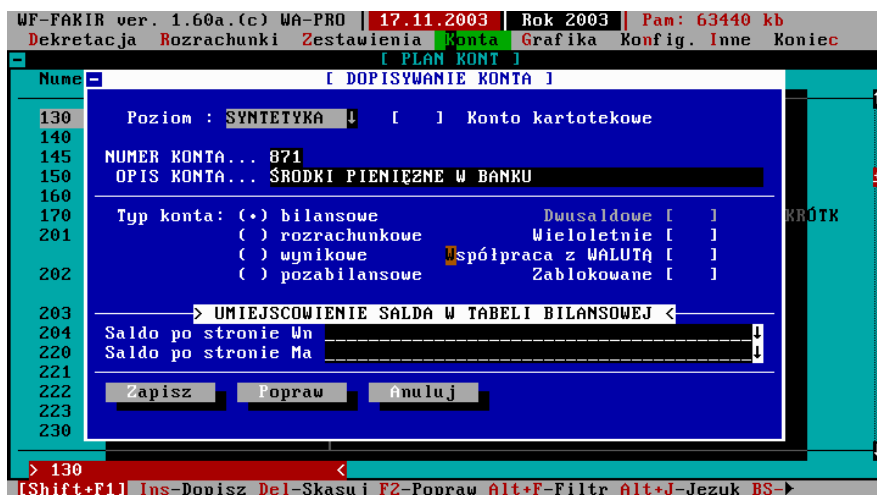 WF-FAKIR ver. 1.60a.(c) WA-PRO | 17.11.2003 | Rok 2003 | Pam: 63440 kb
Dekretacja Rozrachunki Zestawienia Konta Grafika Konfig. Inne Koniec
[ PLAN KONT ]
Nume
[ DOPISYWANIE KONTA ]
130 Poziom : SYNTETYKA ↓ [ ] Konto kartotekowe
140
145 NUMER KONTA... 871
150 OPIS KONTA... ŚRODKI PIENIĘŻNE W BANKU
160
170 Typ konta: (•) bilansowe Dwusaldowe [ ] KRÓTK
201 ( ) rozrachunkowe Wieloletnie [ ]
( ) wynikowe Współpraca z WALUTĄ [ ]
202 ( ) pozabilansowe Zablokowane [ ]
203 > UMIEJSCOWIENIE SALDA W TABELI BILANSOWEJ <
204 Saldo po stronie Wn ↓
220 Saldo po stronie Ma ↓
221
222 Zapisz Popraw Anuluj
223
230
> 130 <
[Shift+F1] Ins-Dopisz Del-Skasuj F2-Popraw Alt+F-Filtr Alt+J-Jezyk BS-►